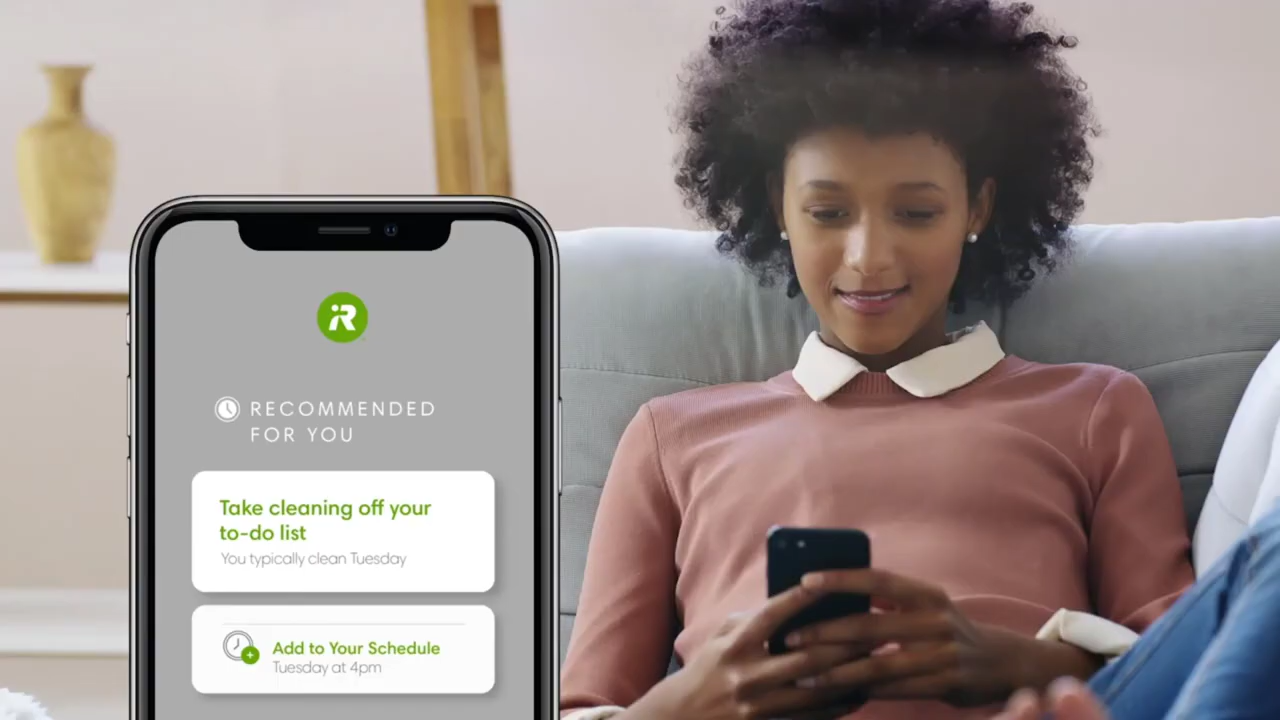 iR
RECOMMENDED
FOR YOU
Take cleaning off your
to-do list
You typically clean Tuesday
Add to Your Schedule
Tuesday at 4pm